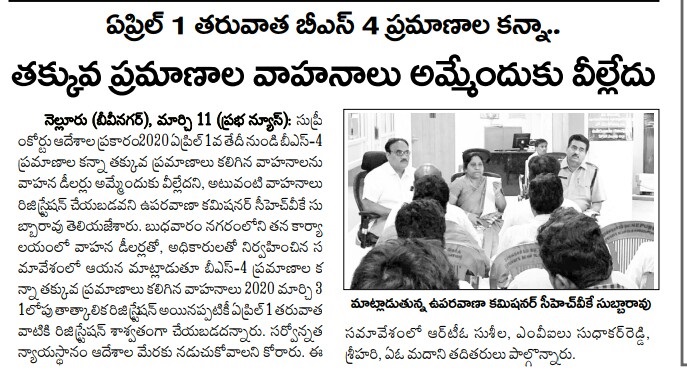 ఏప్రిల్ 1 తరువాత బీఎస్ 4 ప్రమాణాల కన్నా..
తక్కువ ప్రమాణాల వాహనాలు అమ్మేందుకు వీల్లేదు
నెల్లూరు (బీవీనగర్), మార్చి 11 (ప్రభ న్యూస్): సుప్రీ
ంకోర్టు ఆదేశాల ప్రకారం2020 ఏప్రిల్ 1వ తేదీ నుండి బీఎస్-4
ప్రమాణాల కన్నా తక్కువ ప్రమాణాలు కలిగిన వాహనాలను
వాహన డీలర్లు అమ్మేందుకు వీల్లేదని, అటువంటి వాహనాలు
రిజిస్ట్రేషన్ చేయబడవని ఉపరవాణా కమిషనర్ సీహెచ్‌వీకే సు
బ్బారావు తెలియజేశారు. బుధవారం నగరంలోని తన కార్యా
లయంలో వాహన డీలర్లతో, అధికారులతో నిర్వహించిన స
మావేశంలో ఆయన మాట్లాడుతూ బీఎస్-4 ప్రమాణాల క
న్నా తక్కువ ప్రమాణాలు కలిగిన వాహనాలు 2020 మార్చి 3
1లోపు తాత్కాలిక రిజిస్ట్రేషన్ అయినప్పటికీ ఏప్రిల్ 1 తరువాత
వాటికి రిజిస్ట్రేషన్ శాశ్వతంగా చేయబడదన్నారు. సర్వోన్నత
న్యాయస్థానం ఆదేశాల మేరకు నడుచుకోవాలని కోరారు. ఈ
మాట్లాడుతున్న ఉపరవాణా కమిషనర్ సీహెచ్‌వీకే సుబ్బారావు
సమావేశంలో ఆర్‌టీఓ సుశీల, ఎంవీఐలు సుధాకర్‌రెడ్డి,
శ్రీహరి, ఏఓ మదాని తదితరులు పాల్గొన్నారు.